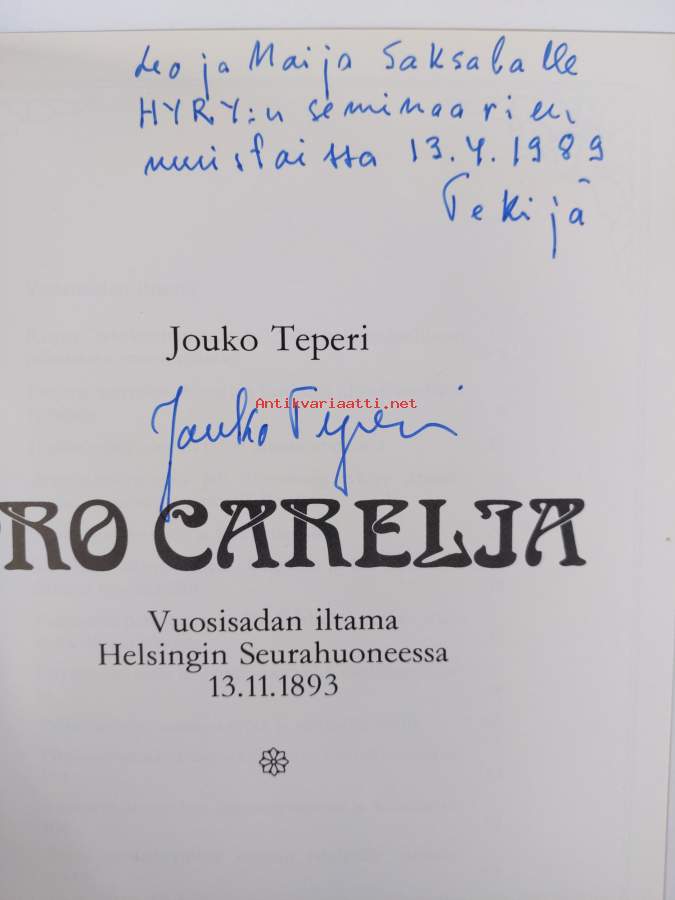 Leo ja Maija Saksalalle
HYRY:n seminaarien
muistoissa 13.4.1989
Tekijä
Jouko Teperi
Antikvariaatti.net
Jouko Teperi
PRO CARELIA
Vuosisadan iltama
Helsingin Seurahuoneessa
13.11.1893